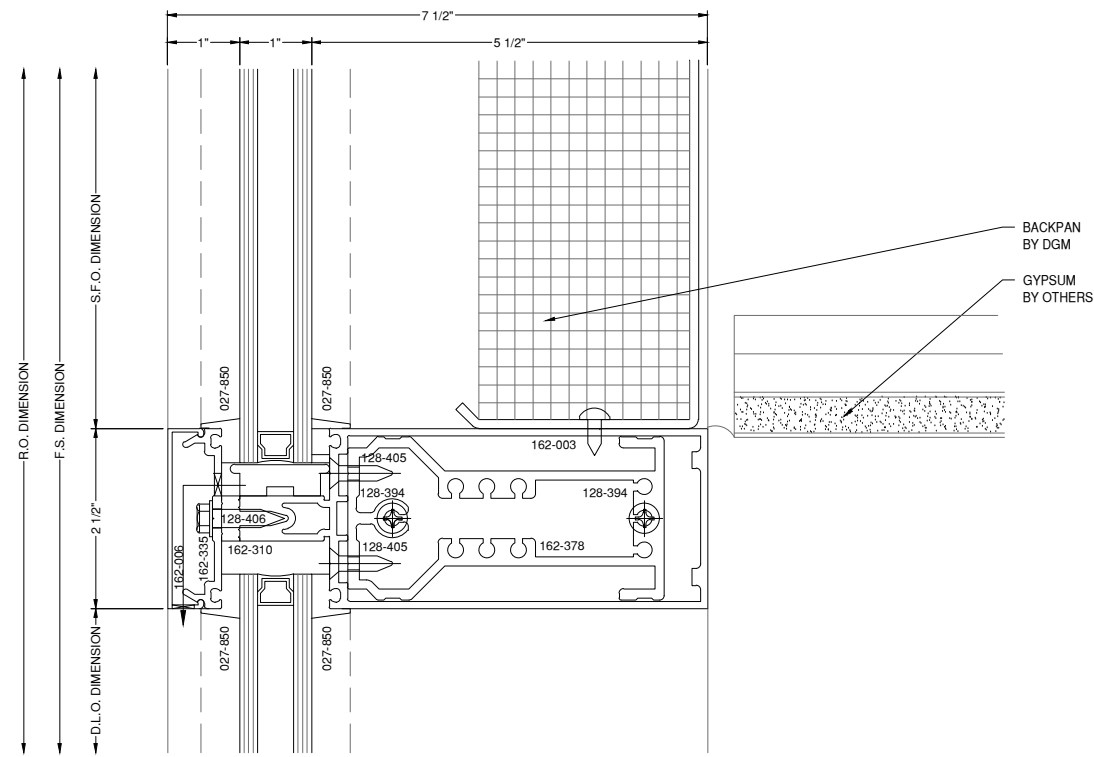 7 1/2"
1"
1"
5 1/2"
R.O. DIMENSION
F.S. DIMENSION
S.F.O. DIMENSION
BACKPAN
BY DGM
GYPSUM
BY OTHERS
027-850
027-850
162-003
128-405
128-394
128-394
2 1/2"
128-406
162-335
162-310
128-405
162-378
162-006
027-850
027-850
D.L.O. DIMENSION